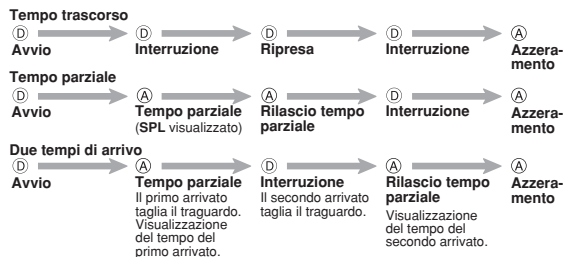 Tempo trascorso
Ⓓ Ⓓ Ⓓ Ⓓ Ⓐ
Avvio Interruzione Ripresa Interruzione Azzera-
mento
Tempo parziale
Ⓓ Ⓐ Ⓐ Ⓓ Ⓐ
Avvio Tempo parziale Rilascio tempo Interruzione Azzera-
(SPL visualizzato) parziale mento
Due tempi di arrivo
Ⓓ Ⓐ Ⓓ Ⓐ Ⓐ
Avvio Tempo parziale Interruzione Rilascio tempo Azzera-
Il primo arrivato Il secondo arrivato parziale mento
taglia il traguardo. taglia il traguardo. Visualizzazione
Visualizzazione del tempo del
del tempo del secondo arrivato.
primo arrivato.